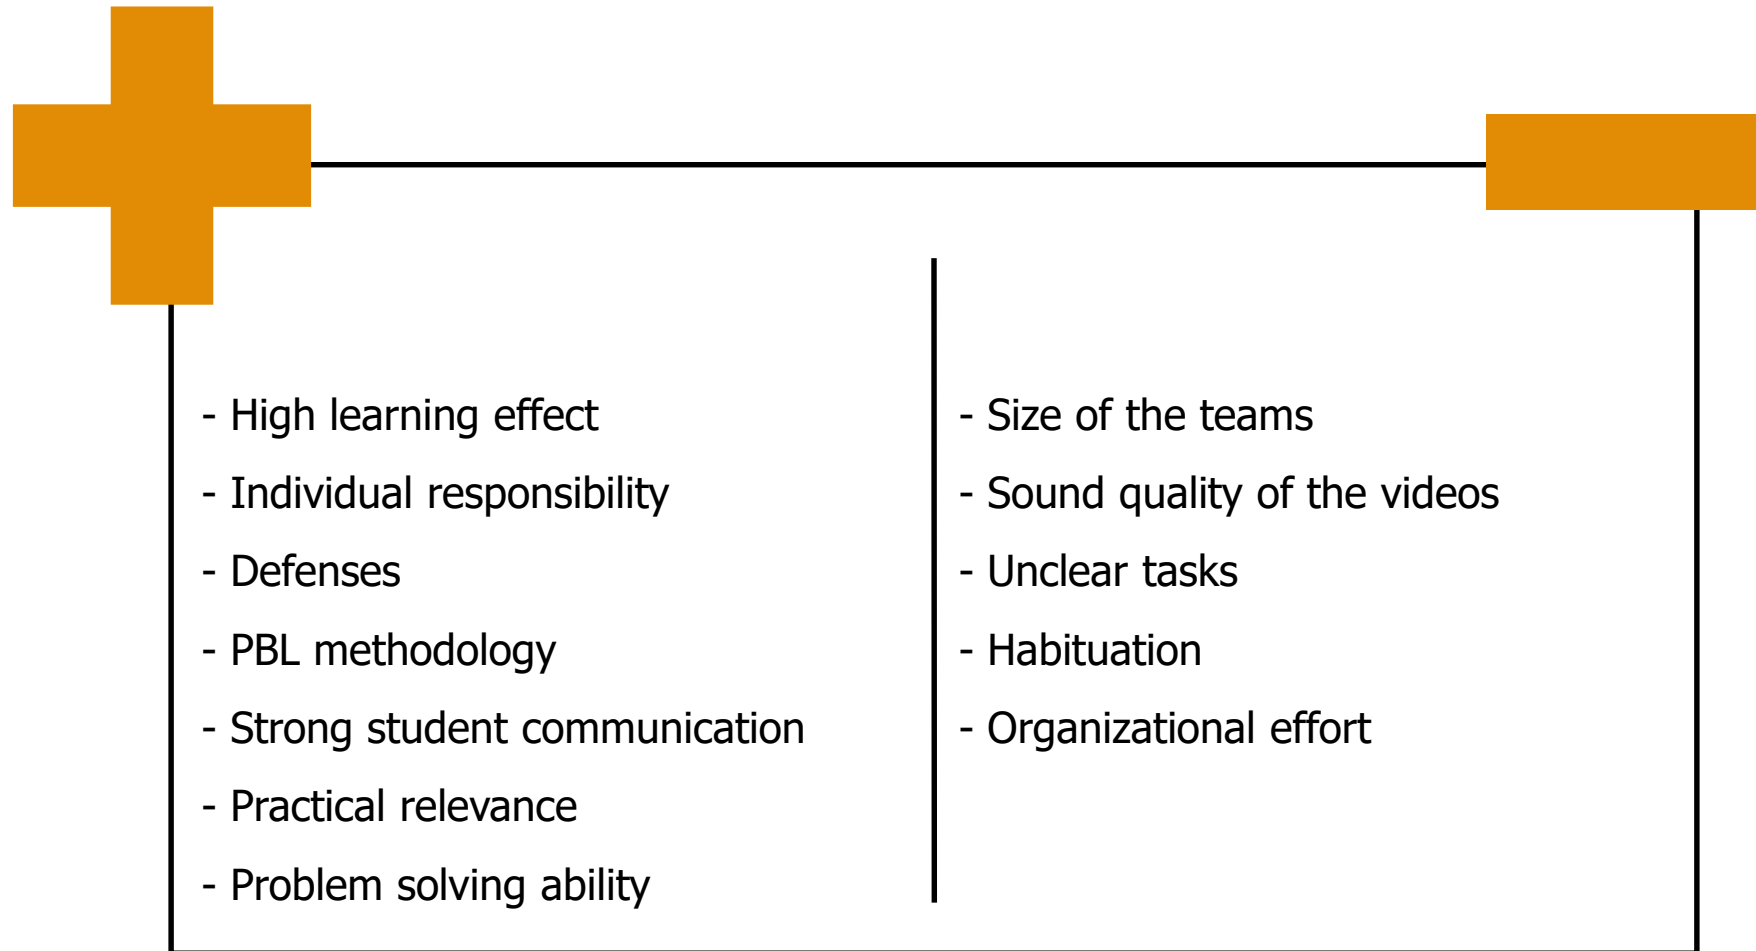 - High learning effect
- Individual responsibility
- Defenses
- PBL methodology
- Strong student communication
- Practical relevance
- Problem solving ability
- Size of the teams
- Sound quality of the videos
- Unclear tasks
- Habituation
- Organizational effort